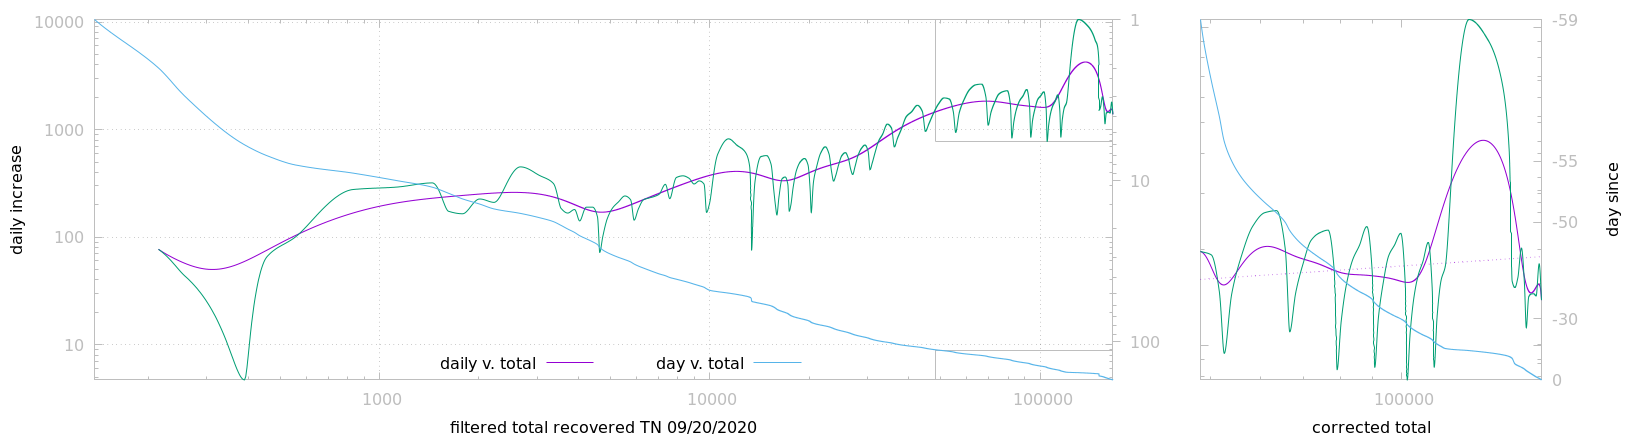 10000
1000
100
10
daily increase
1000
10000
100000
1
10
100
daily v. total
day v. total
filtered total recovered TN 09/20/2020
-59
-55
-50
-30
0
day since
100000
corrected total